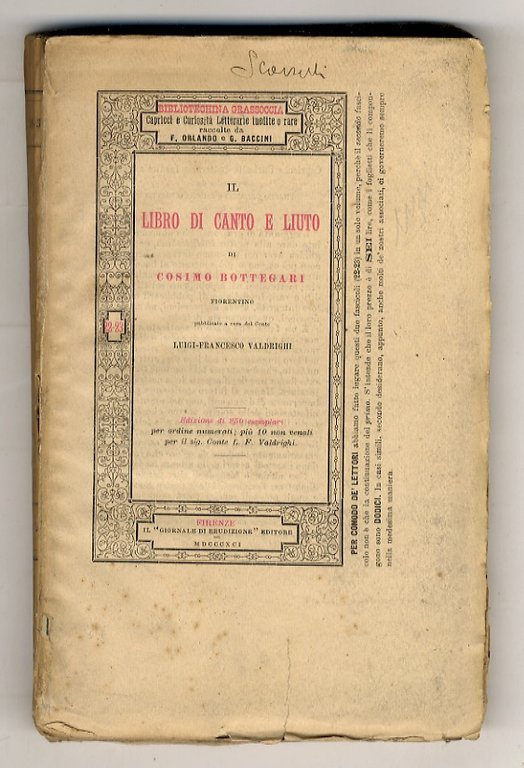 BIBLIOTECHINA GRASSOCCIA
Capricci e Curiosità Letterarie inedite o rare
raccolte da
F. ORLANDO e G. BACCINI
IL
LIBRO DI CANTO E LIUTO
DI
COSIMO BOTTEGARI
FIORENTINO
pubblicato a cura del Conte
LUIGI-FRANCESCO VALDRIGHI
22-23
Edizione di 250 esemplari
per ordine numerati; più 10 non venali
per il sig. Conte L. F. Valdrighi.
FIRENZE
IL "GIORNALE DI ERUDIZIONE" EDITORE
MDCCCXCI
PER COMODO DE' LETTORI abbiamo fatto legare questi due fascicoli (22-23) in un solo volume, perchè il secondo fasci-
colo non è che la continuazione del primo. S'intende che il loro prezzo è di SEI lire, come i foglietti che li compon-
gono sono DODICI. In casi simili, secondo desiderano, appunto, anche molti de' nostri associati, ci governeremo sempre
nella medesima maniera.